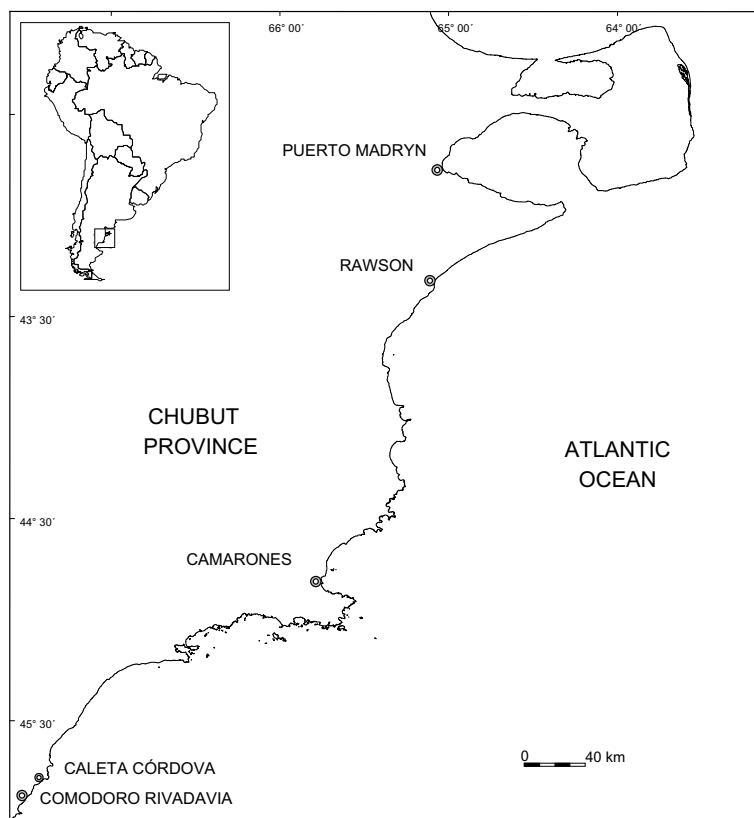 66° 00´
65° 00´
64° 00´
PUERTO MADRYN
RAWSON
43° 30´
CHUBUT
PROVINCE
ATLANTIC
OCEAN
44° 30´
CAMARONES
45° 30´
0 40 km
CALETA CÓRDOVA
COMODORO RIVADAVIA